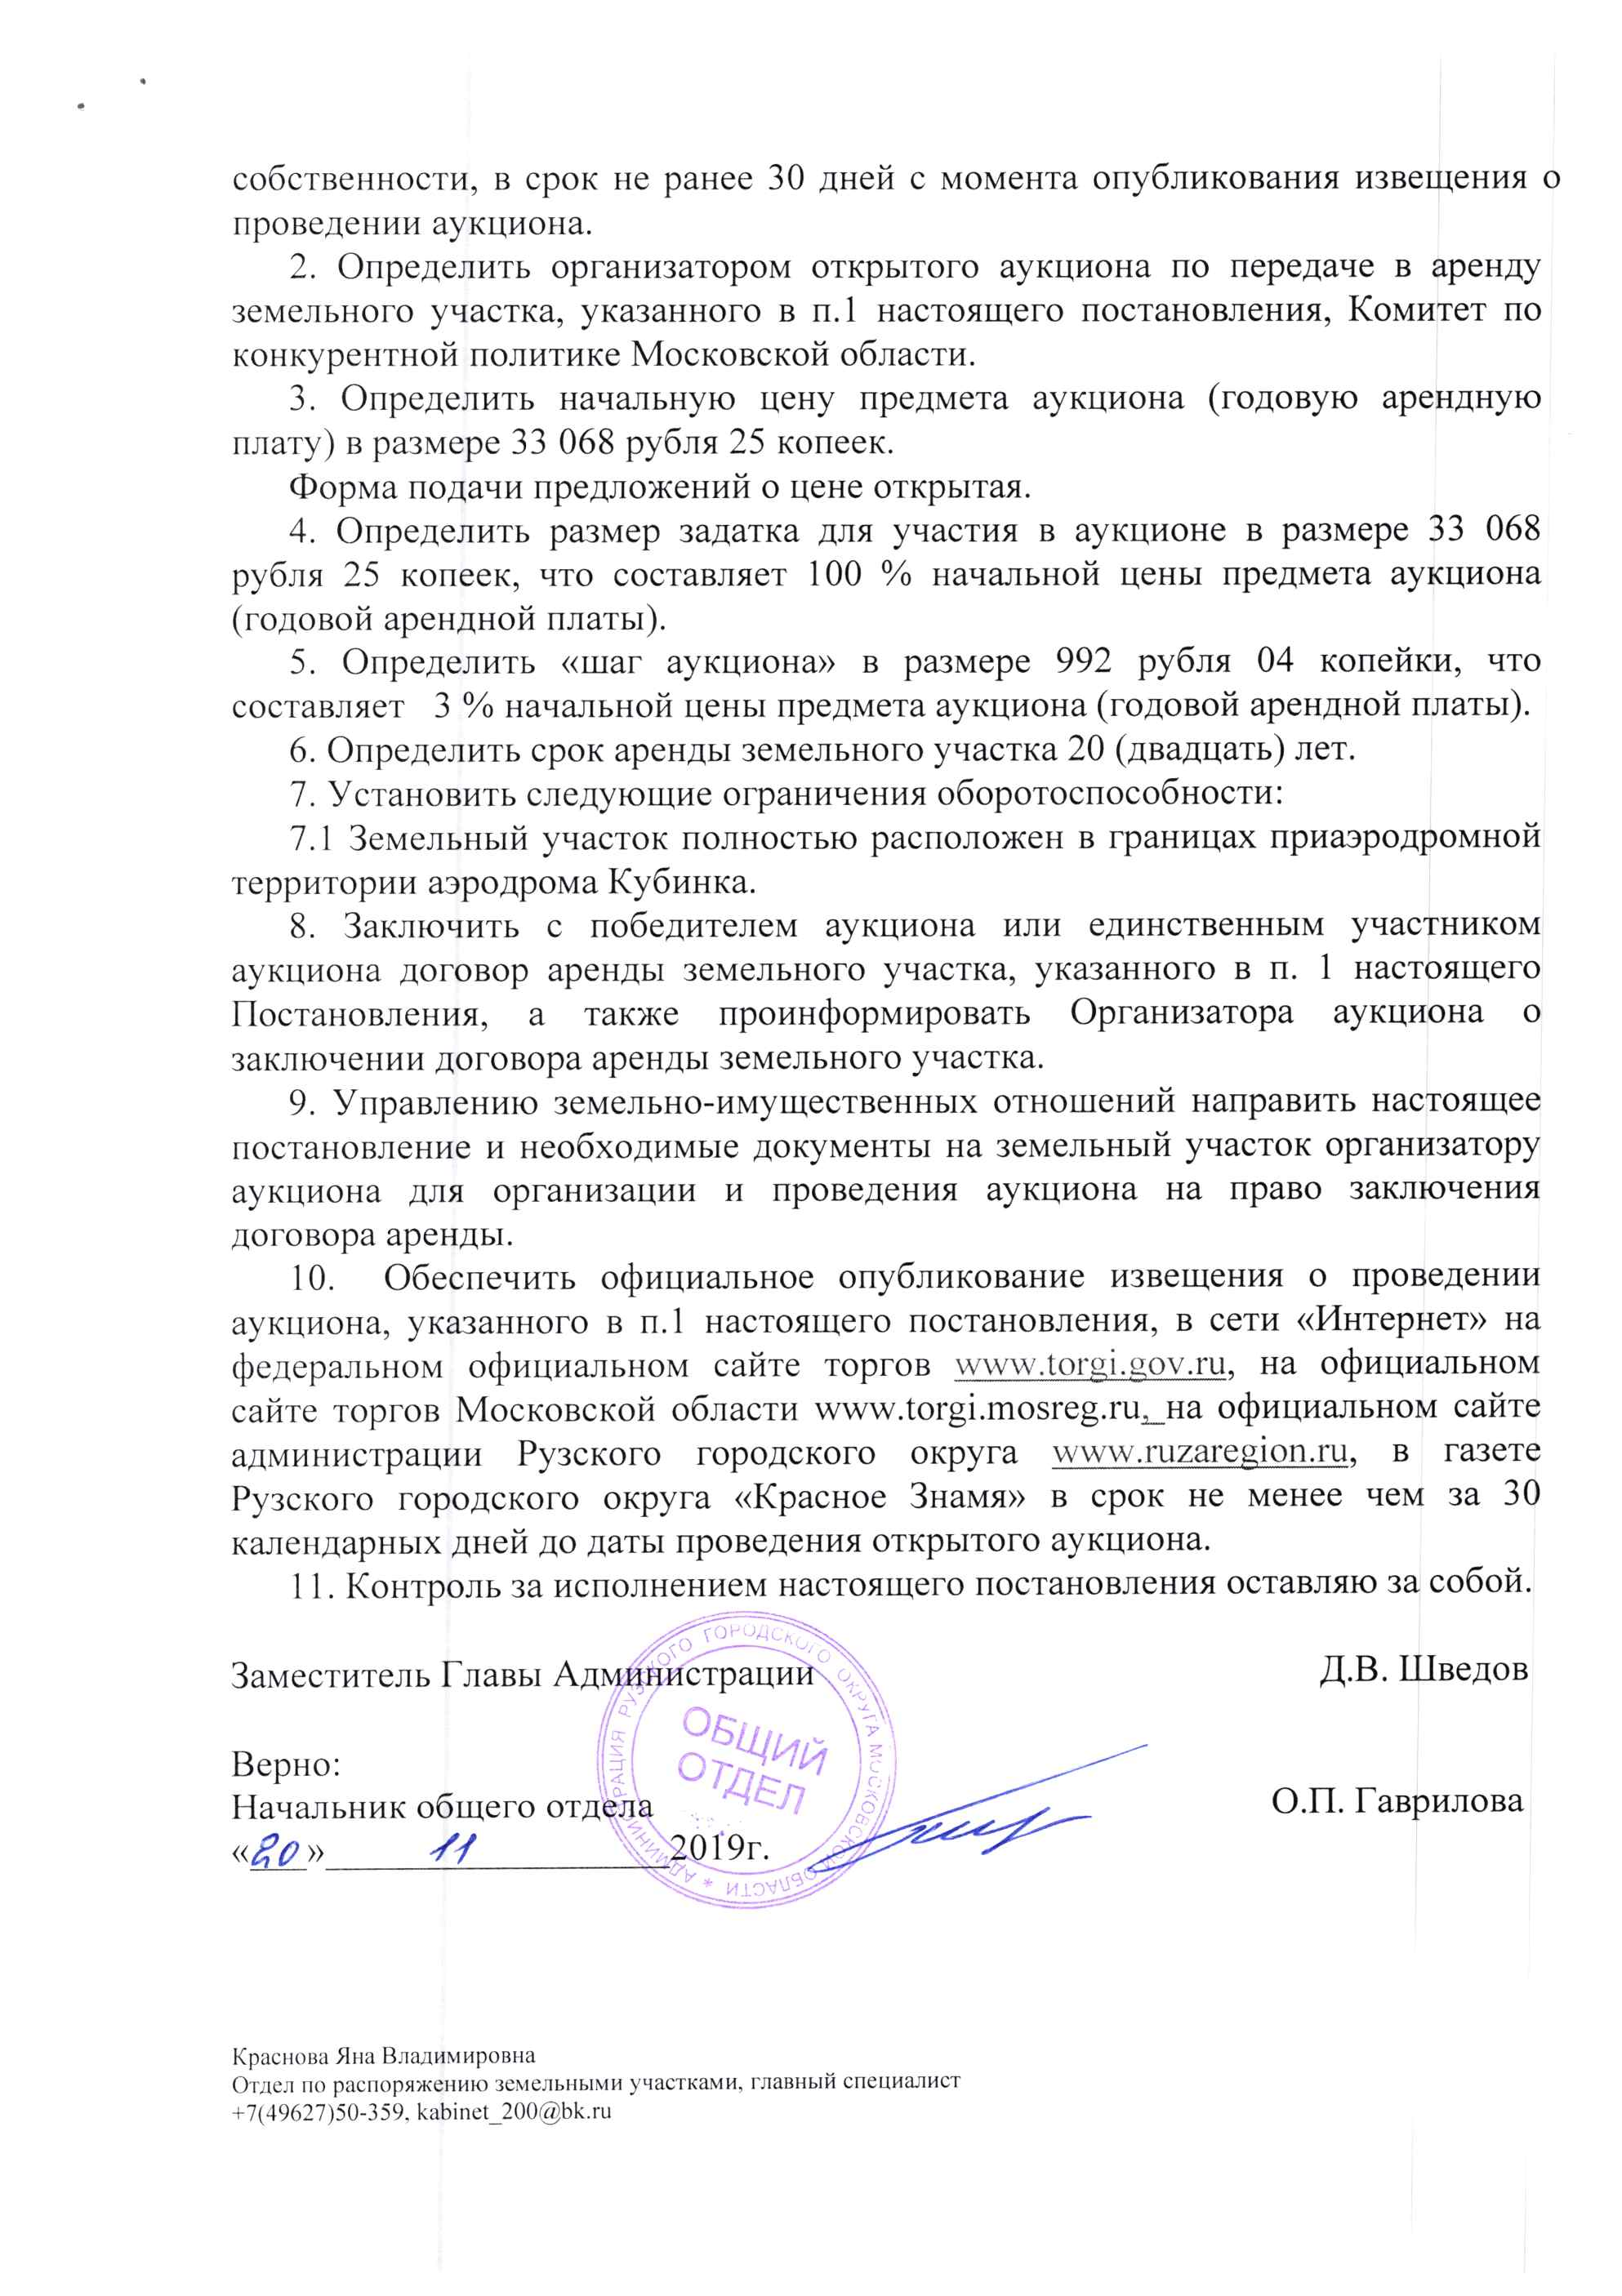 собственности, в срок не ранее 30 дней с момента опубликования извещения о
проведении аукциона.
2. Определить организатором открытого аукциона по передаче в аренду
земельного участка, указанного в п.1 настоящего постановления, Комитет по
конкурентной политике Московской области.
3. Определить начальную цену предмета аукциона (годовую арендную
плату) в размере 33 068 рубля 25 копеек.
Форма подачи предложений о цене открытая.
4. Определить размер задатка для участия в аукционе в размере 33 068
рубля 25 копеек, что составляет 100 % начальной цены предмета аукциона
(годовой арендной платы).
5. Определить «шаг аукциона» в размере 992 рубля 04 копейки, что
составляет 3 % начальной цены предмета аукциона (годовой арендной платы).
6. Определить срок аренды земельного участка 20 (двадцать) лет.
7. Установить следующие ограничения оборотоспособности:
7.1 Земельный участок полностью расположен в границах приаэродромной
территории аэродрома Кубинка.
8. Заключить с победителем аукциона или единственным участником
аукциона договор аренды земельного участка, указанного в п. 1 настоящего
Постановления, а также проинформировать Организатора аукциона о
заключении договора аренды земельного участка.
9. Управлению земельно-имущественных отношений направить настоящее
постановление и необходимые документы на земельный участок организатору
аукциона для организации и проведения аукциона на право заключения
договора аренды.
10. Обеспечить официальное опубликование извещения о проведении
аукциона, указанного в п.1 настоящего постановления, в сети «Интернет» на
федеральном официальном сайте торгов www.torgi.gov.ru, на официальном
сайте торгов Московской области www.torgi.mosreg.ru, на официальном сайте
администрации Рузского городского округа www.ruzaregion.ru, в газете
Рузского городского округа «Красное Знамя» в срок не менее чем за 30
календарных дней до даты проведения открытого аукциона.
11. Контроль за исполнением настоящего постановления оставляю за собой.
Заместитель Главы Администрации Д.В. Шведов
АДМИНИСТРАЦИЯ РУЗСКОГО ГОРОДСКОГО ОКРУГА МОСКОВСКОЙ ОБЛАСТИ *
ОБЩИЙ
ОТДЕЛ
Верно:
Начальник общего отдела О.П. Гаврилова
«20» 11 2019г.
Краснова Яна Владимировна
Отдел по распоряжению земельными участками, главный специалист
+7(49627)50-359, kabinet_200@bk.ru